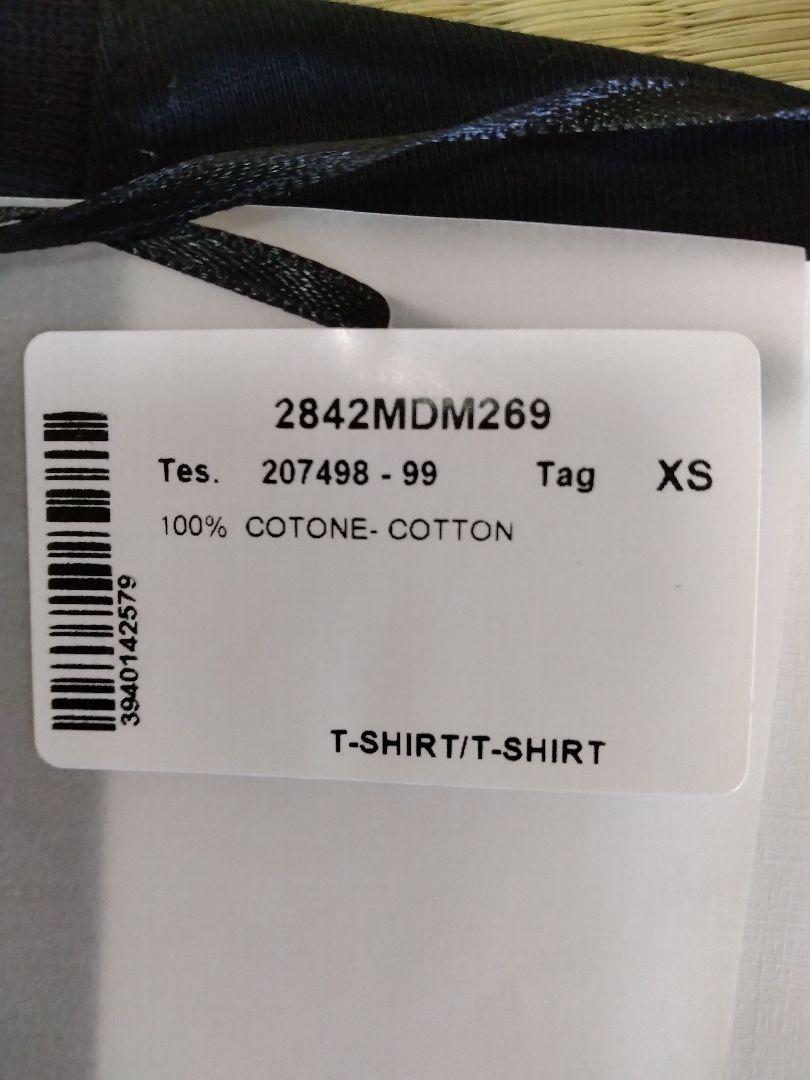 2842MDM269
Tes. 207498 - 99 Tag XS
100% COTONE- COTTON
3940142579
T-SHIRT/T-SHIRT